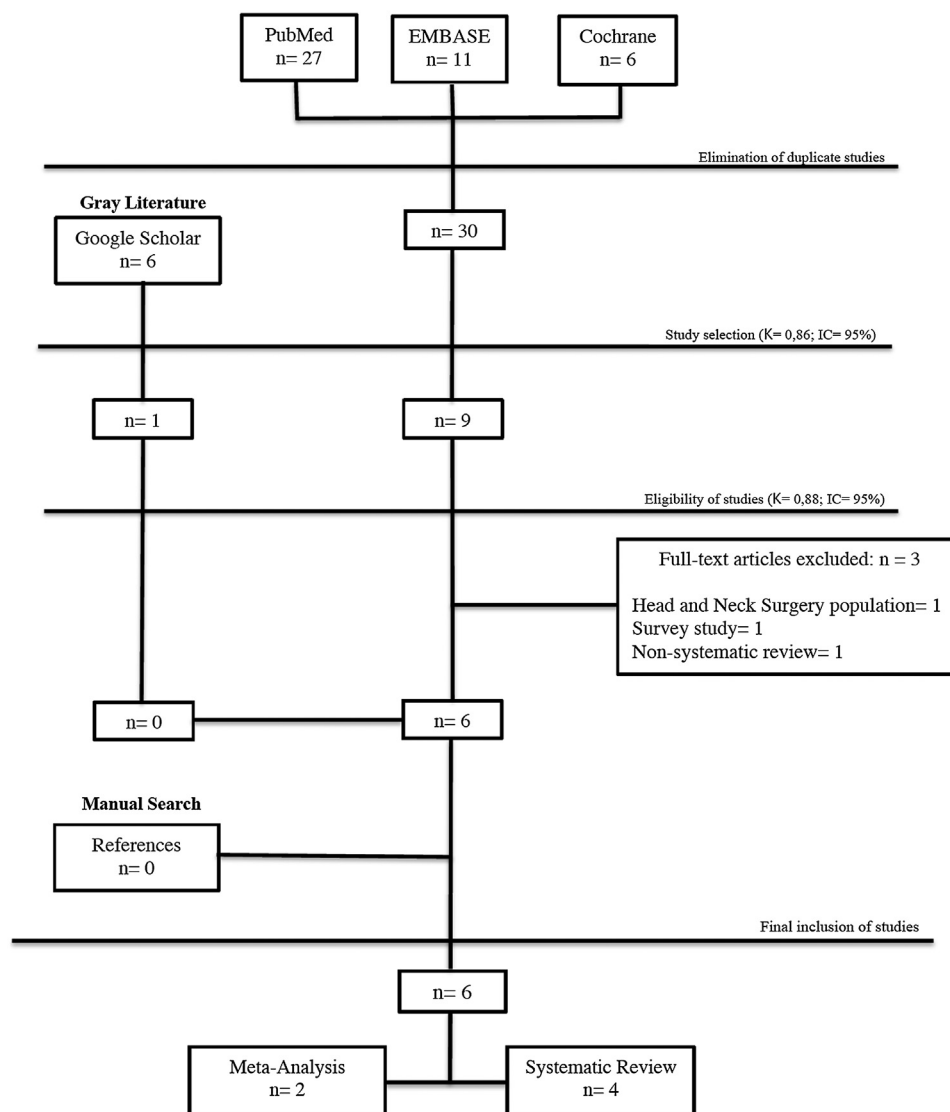 PubMed
n= 27
EMBASE
n= 11
Cochrane
n= 6
Elimination of duplicate studies
Gray Literature
Google Scholar
n= 6
n= 30
Study selection (K= 0,86; IC= 95%)
n= 1
n= 9
Eligibility of studies (K= 0,88; IC= 95%)
Full-text articles excluded: n = 3
Head and Neck Surgery population= 1
Survey study= 1
Non-systematic review= 1
n= 0
n= 6
Manual Search
References
n= 0
Final inclusion of studies
n= 6
Meta-Analysis
n= 2
Systematic Review
n= 4